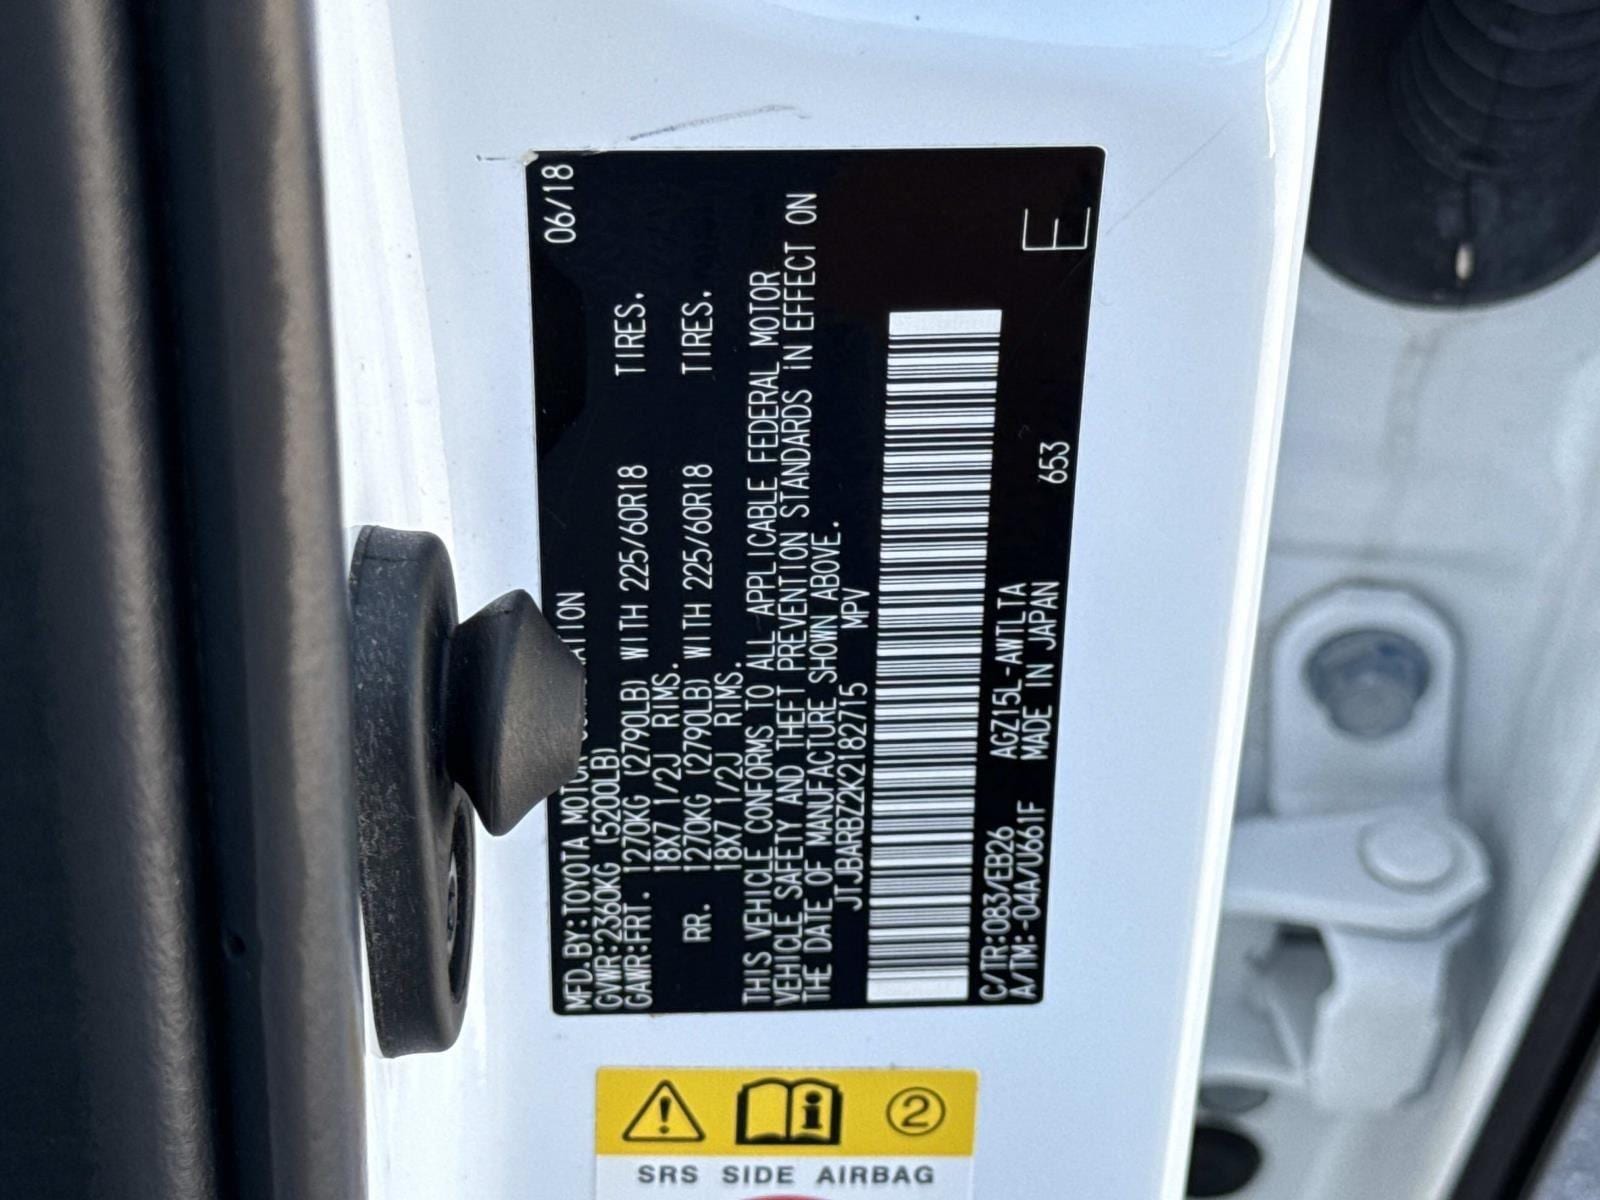 MFD.BY:TOYOTA MOTOR 06/18
GVWR:2360KG (5200LB)
GAWR:FRT. 1270KG (2790LB) WITH 225/60R18 TIRES,
18X7 1/2J RIMS.
RR. 1270KG (2790LB) WITH 225/60R18 TIRES,
18X7 1/2J RIMS.
THIS VEHICLE CONFORMS TO ALL APPLICABLE FEDERAL MOTOR
VEHICLE SAFETY AND THEFT PREVENTION STANDARDS IN EFFECT ON
THE DATE OF MANUFACTURE SHOWN ABOVE.
JTJBARBZ2K2182715 MPV
C/TR:083/EB26 AGZ15L-AWTLTA
A/TM:-04A/U661F MADE IN JAPAN 653 E
2
SRS SIDE AIRBAG